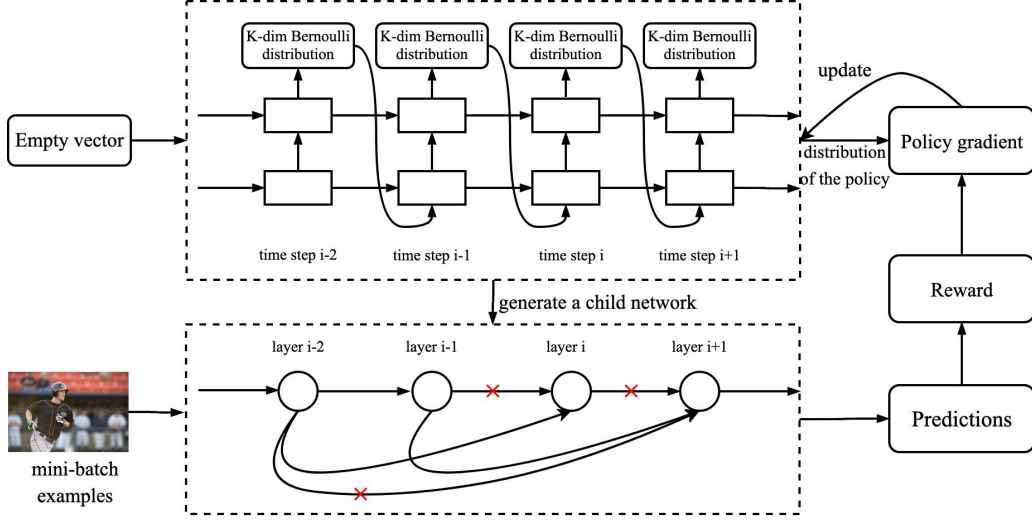 K-dim Bernoulli
distribution
K-dim Bernoulli
distribution
K-dim Bernoulli
distribution
K-dim Bernoulli
distribution
update
Empty vector
Policy gradient
distribution
of the policy
time step i-2
time step i-1
time step i
time step i+1
generate a child network
Reward
layer i-2
layer i-1
layer i
layer i+1
Predictions
mini-batch
examples